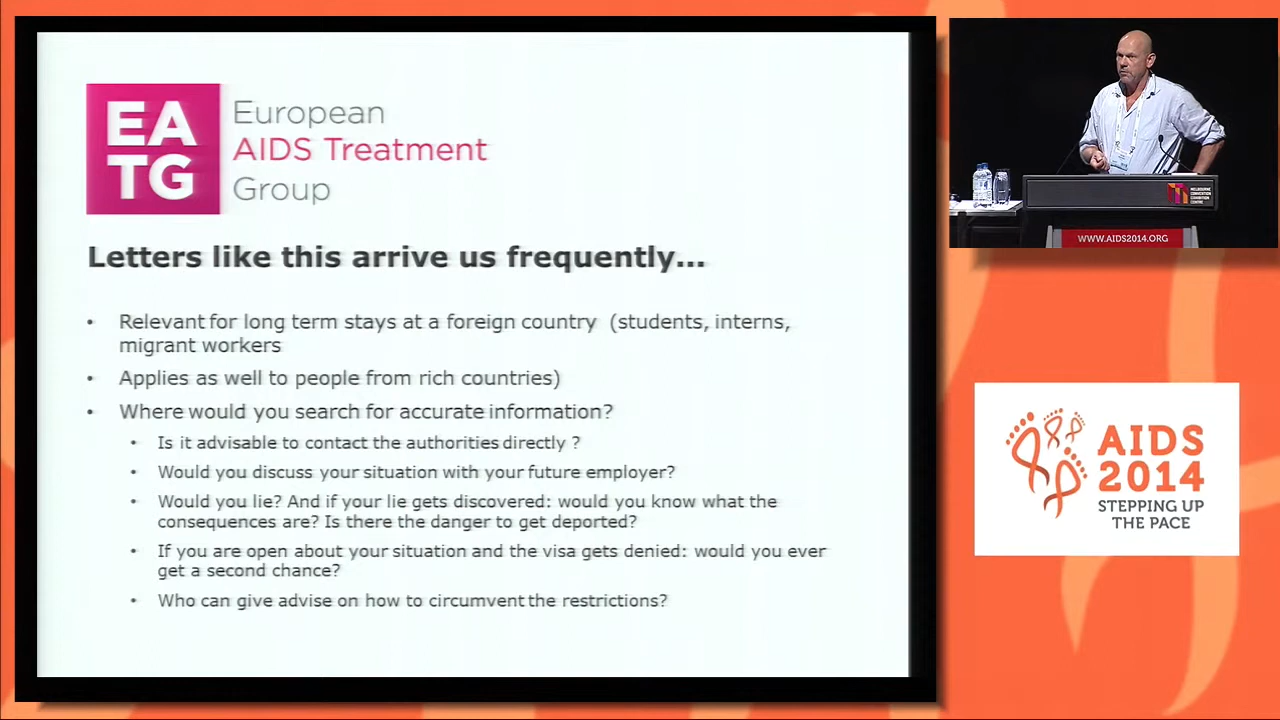 EA
TG
European
AIDS Treatment
Group
Letters like this arrive us frequently...
• Relevant for long term stays at a foreign country (students, interns,
migrant workers
• Applies as well to people from rich countries)
• Where would you search for accurate information?
• Is it advisable to contact the authorities directly ?
• Would you discuss your situation with your future employer?
• Would you lie? And if your lie gets discovered: would you know what the
consequences are? Is there the danger to get deported?
• If you are open about your situation and the visa gets denied: would you ever
get a second chance?
• Who can give advise on how to circumvent the restrictions?
MELBOURNE
CONVENTION
EXHIBITION
CENTRE
WWW.AIDS2014.ORG
AIDS
2014
STEPPING UP
THE PACE